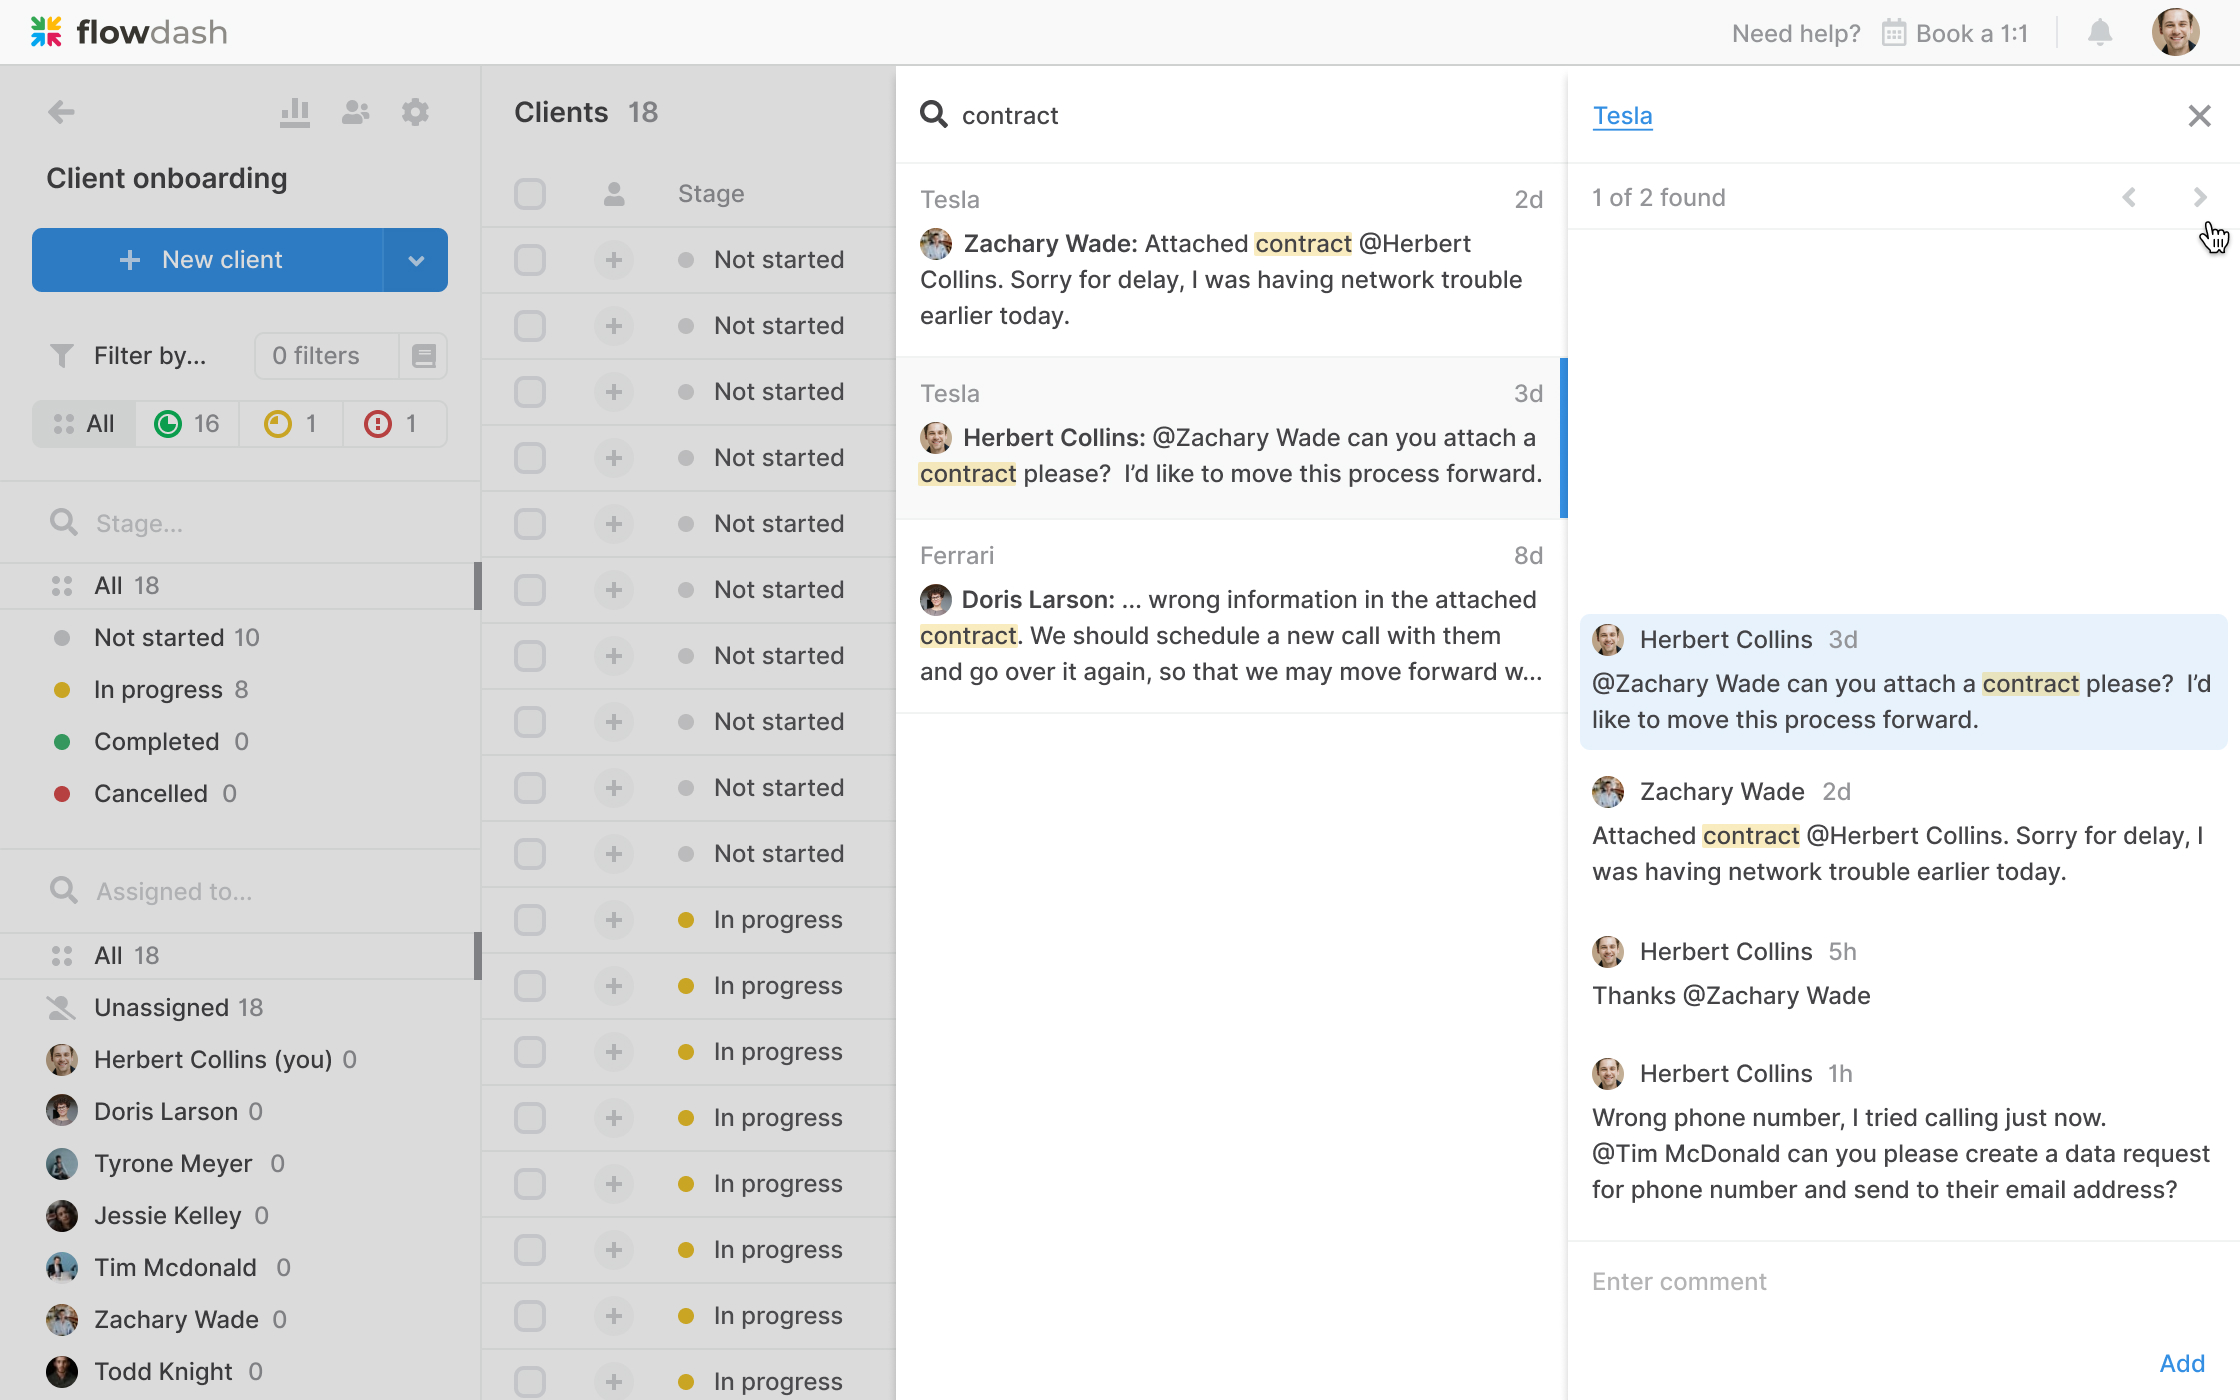 flowdash
Need help?
Book a 1:1
Client onboarding
New client
Filter by...
0 filters
All
16
1
1
Stage...
All 18
Not started 10
In progress 8
Completed 0
Cancelled 0
Assigned to...
All 18
Unassigned 18
Herbert Collins (you) 0
Doris Larson 0
Tyrone Meyer 0
Jessie Kelley 0
Tim Mcdonald 0
Zachary Wade 0
Todd Knight 0
Clients 18
Stage
Not started
Not started
Not started
Not started
Not started
Not started
Not started
Not started
Not started
Not started
In progress
In progress
In progress
In progress
In progress
In progress
In progress
In progress
contract
Tesla 2d
Zachary Wade: Attached contract @Herbert
Collins. Sorry for delay, I was having network trouble
earlier today.
Tesla 3d
Herbert Collins: @Zachary Wade can you attach a
contract please?  I’d like to move this process forward.
Ferrari 8d
Doris Larson: ... wrong information in the attached
contract. We should schedule a new call with them
and go over it again, so that we may move forward w...
Tesla
1 of 2 found
Herbert Collins 3d
@Zachary Wade can you attach a contract please?  I’d
like to move this process forward.
Zachary Wade 2d
Attached contract @Herbert Collins. Sorry for delay, I
was having network trouble earlier today.
Herbert Collins 5h
Thanks @Zachary Wade
Herbert Collins 1h
Wrong phone number, I tried calling just now.
@Tim McDonald can you please create a data request
for phone number and send to their email address?
Enter comment
Add